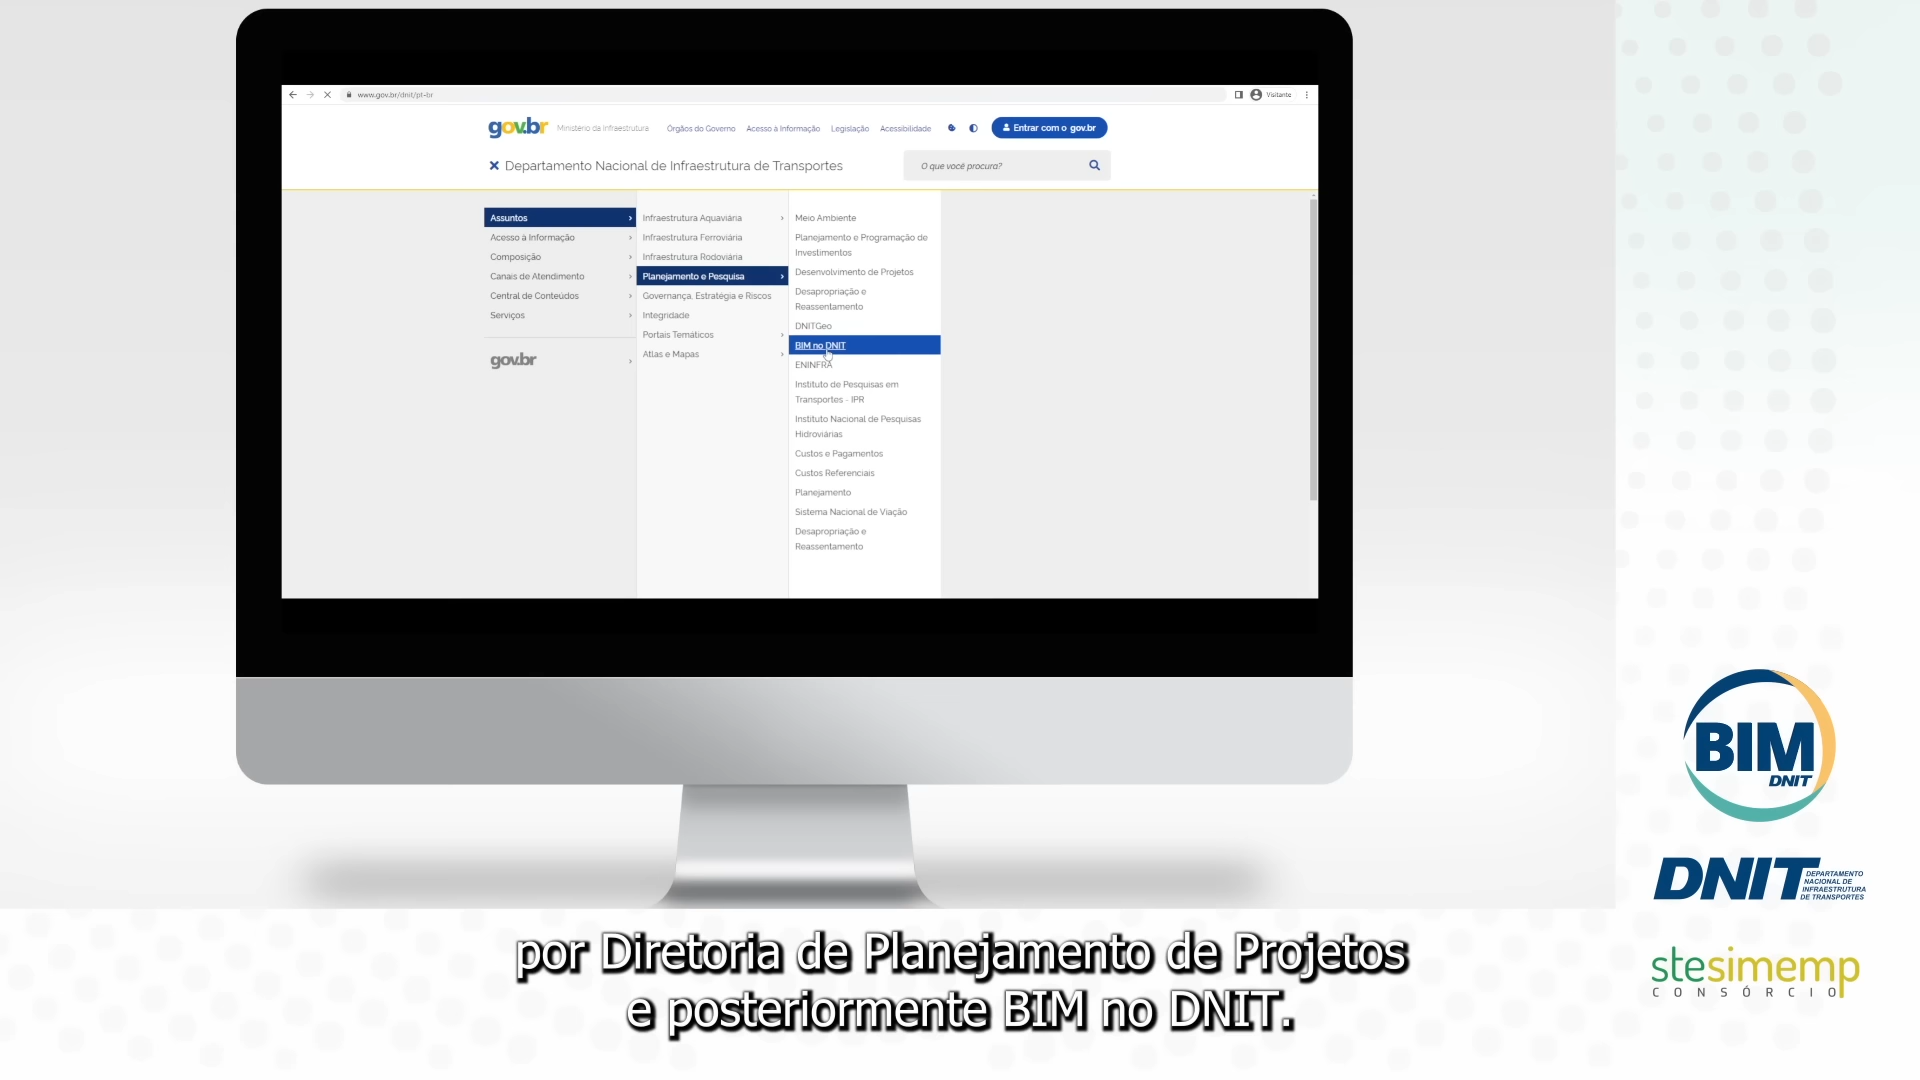 www.gov.br/dnit/pt-br
Visitante
gov.br
Ministério da Infraestrutura
Órgãos do Governo
Acesso à Informação
Legislação
Acessibilidade
Entrar com o gov.br
Departamento Nacional de Infraestrutura de Transportes
O que você procura?
Assuntos
Acesso à Informação
Composição
Canais de Atendimento
Central de Conteúdos
Serviços
gov.br
Infraestrutura Aquaviária
Infraestrutura Ferroviária
Infraestrutura Rodoviária
Planejamento e Pesquisa
Governança, Estratégia e Riscos
Integridade
Portais Temáticos
Atlas e Mapas
Meio Ambiente
Planejamento e Programação de
Investimentos
Desenvolvimento de Projetos
Desapropriação e
Reassentamento
DNITGeo
BIM no DNIT
ENINFRA
Instituto de Pesquisas em
Transportes - IPR
Instituto Nacional de Pesquisas
Hidroviárias
Custos e Pagamentos
Custos Referenciais
Planejamento
Sistema Nacional de Viação
Desapropriação e
Reassentamento
BIM
DNIT
DNIT
DEPARTAMENTO
NACIONAL DE
INFRAESTRUTURA
DE TRANSPORTES
stesimemp
CONSÓRCIO
por Diretoria de Planejamento de Projetos
e posteriormente BIM no DNIT.